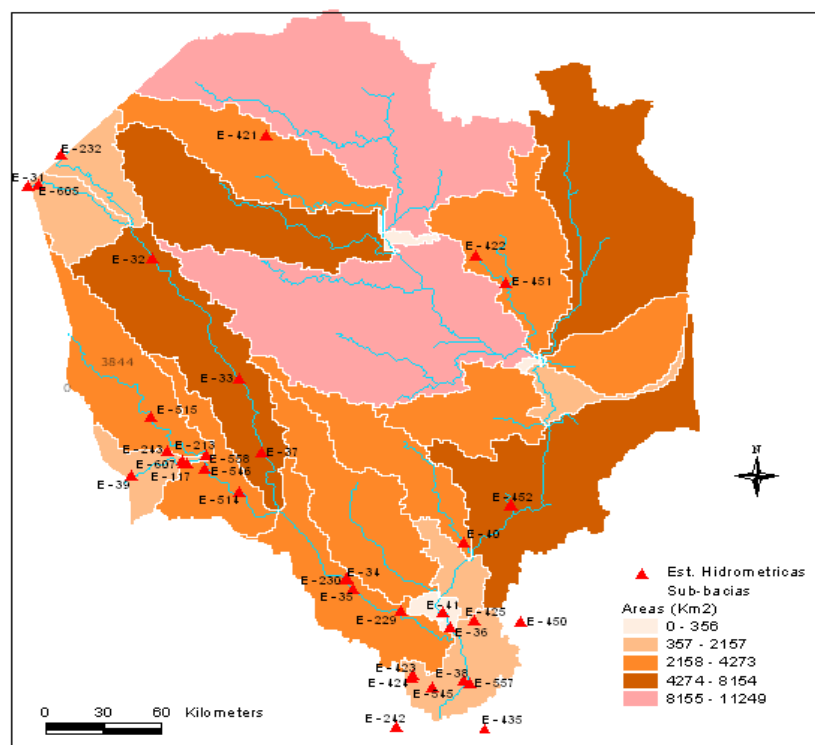 E-421
E-232
E-31
E-605
E-422
E-32
E-451
3844
0
E-33
E-515
E-243
E-213
E-558
E-37
E-607
E-546
E-117
E-39
E-514
E-452
E-40
N
E-34
E-230
E-35
E-229
E-41
E-425
E-450
E-36
E-423
E-424
E-38
E-545
E-557
E-242
E-435
Est. Hidrometricas
Sub-bacias
Areas (Km2)
0 - 356
357 - 2157
2158 - 4273
4274 - 8154
8155 - 11249
0 30 60 Kilometers